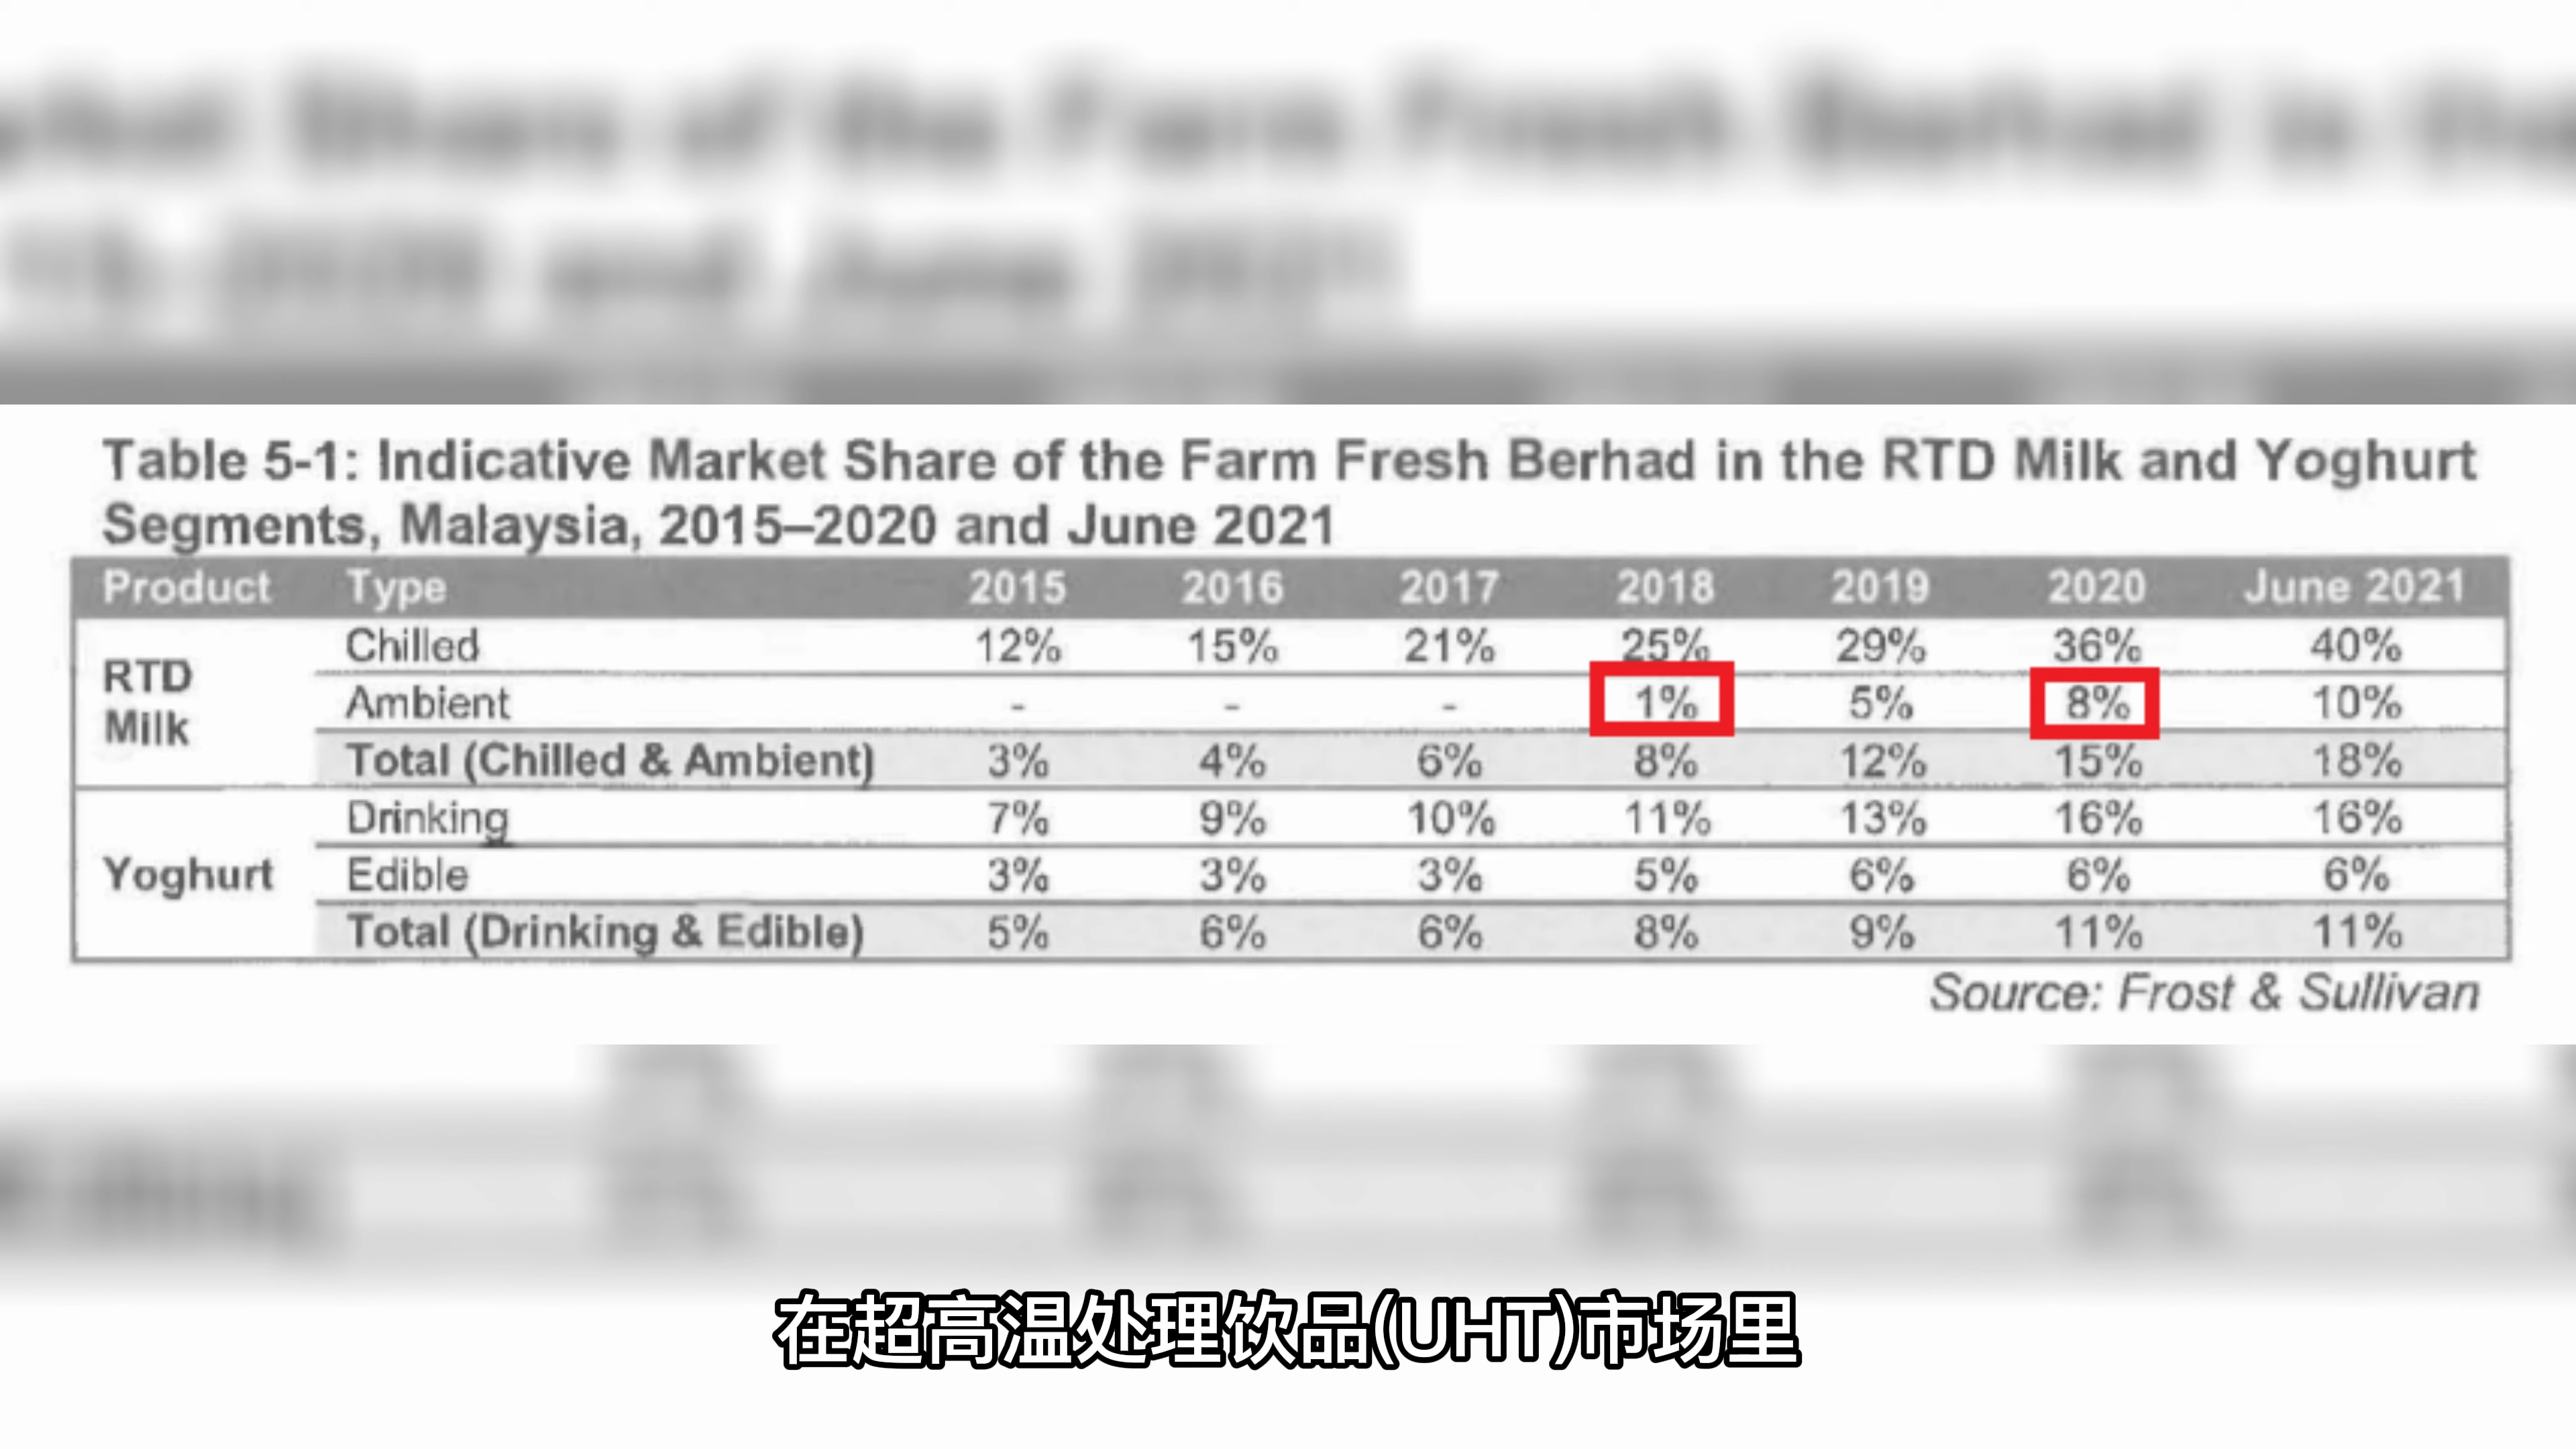 Table 5-1: Indicative Market Share of the Farm Fresh Berhad in the RTD Milk and Yoghurt
Segments, Malaysia, 2015–2020 and June 2021
Product Type 2015 2016 2017 2018 2019 2020 June 2021
RTD Milk
Chilled 12% 15% 21% 25% 29% 36% 40%
Ambient - - - 1% 5% 8% 10%
Total (Chilled & Ambient) 3% 4% 6% 8% 12% 15% 18%
Yoghurt
Drinking 7% 9% 10% 11% 13% 16% 16%
Edible 3% 3% 3% 5% 6% 6% 6%
Total (Drinking & Edible) 5% 6% 6% 8% 9% 11% 11%
Source: Frost & Sullivan
在超高温处理饮品(UHT)市场里